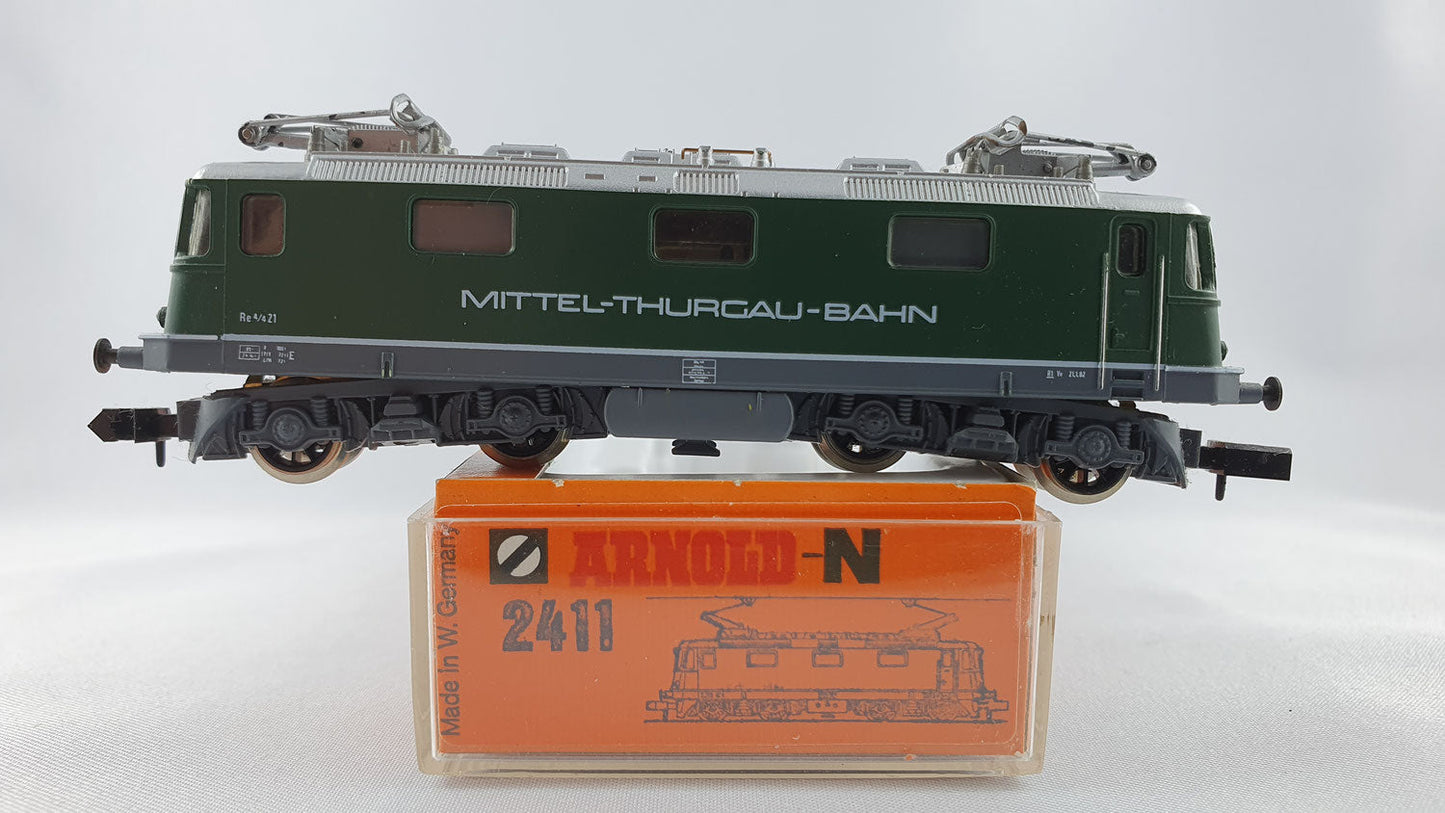 MITTEL-THURGAU-BAHN
Re 4/4 21
E
ARNOLD-N
2411
Made in W. Germany